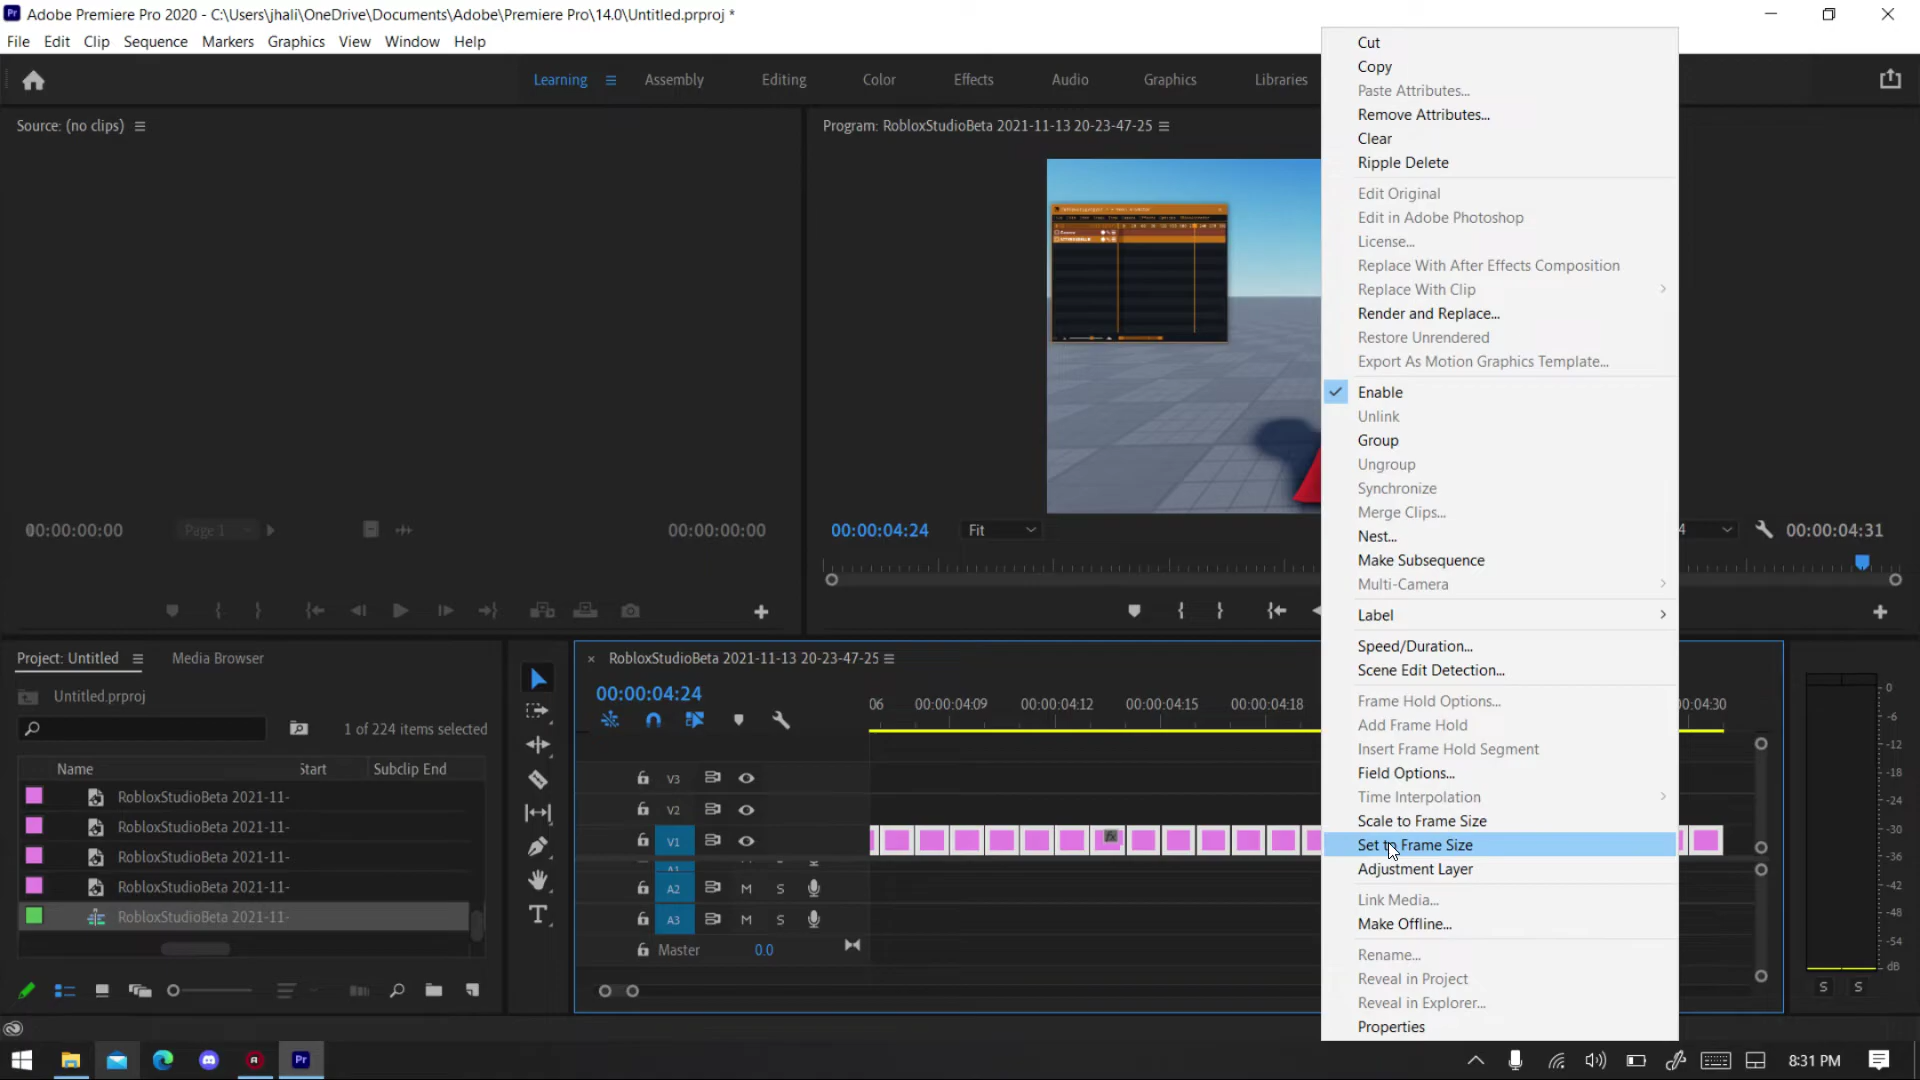 Adobe Premiere Pro 2020 - C:\Users\jhali\OneDrive\Documents\Adobe\Premiere Pro\14.0\Untitled.prproj *
File Edit Clip Sequence Markers Graphics View Window Help
Learning Assembly Editing Color Effects Audio Graphics Libraries
Source: (no clips)
Program: RobloxStudioBeta 2021-11-13 20-23-47-25
00:00:00:00 Page 1 00:00:00:00
00:00:04:24 Fit 4 00:00:04:31
Cut
Copy
Paste Attributes...
Remove Attributes...
Clear
Ripple Delete
Edit Original
Edit in Adobe Photoshop
License...
Replace With After Effects Composition
Replace With Clip
Render and Replace...
Restore Unrendered
Export As Motion Graphics Template...
Enable
Unlink
Group
Ungroup
Synchronize
Merge Clips...
Nest...
Make Subsequence
Multi-Camera
Label
Speed/Duration...
Scene Edit Detection...
Frame Hold Options...
Add Frame Hold
Insert Frame Hold Segment
Field Options...
Time Interpolation
Scale to Frame Size
Set to Frame Size
Adjustment Layer
Link Media...
Make Offline...
Rename...
Reveal in Project
Reveal in Explorer...
Properties
Project: Untitled Media Browser
Untitled.prproj
1 of 224 items selected
Name Start Subclip End
RobloxStudioBeta 2021-11-
RobloxStudioBeta 2021-11-
RobloxStudioBeta 2021-11-
RobloxStudioBeta 2021-11-
RobloxStudioBeta 2021-11-
RobloxStudioBeta 2021-11-13 20-23-47-25
00:00:04:24
06 00:00:04:09 00:00:04:12 00:00:04:15 00:00:04:18 00:04:30
V3
V2
V1 fx
A1
A2 M S
A3 M S
Master 0.0
0
-6
-12
-18
-24
-30
-36
-42
-48
-54
dB
S S
8:31 PM